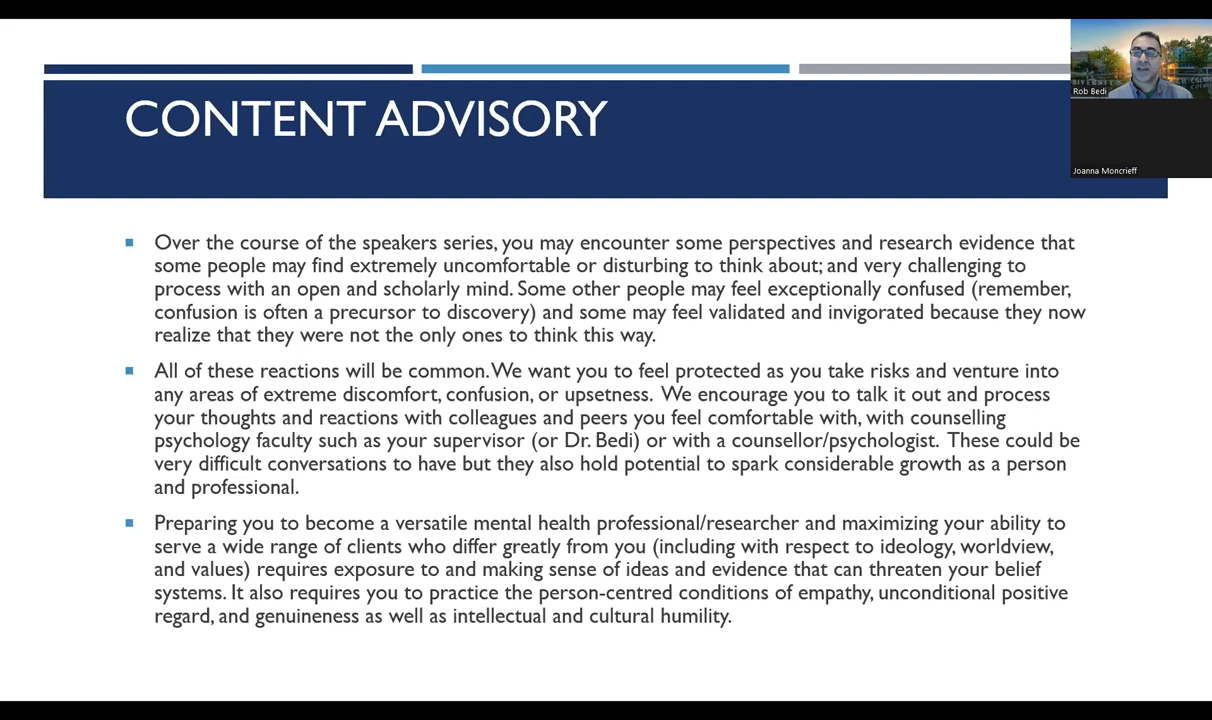 CONTENT ADVISORY
Rob Bedi
Joanna Moncrieff
Over the course of the speakers series, you may encounter some perspectives and research evidence that
some people may find extremely uncomfortable or disturbing to think about; and very challenging to
process with an open and scholarly mind. Some other people may feel exceptionally confused (remember,
confusion is often a precursor to discovery) and some may feel validated and invigorated because they now
realize that they were not the only ones to think this way.
All of these reactions will be common. We want you to feel protected as you take risks and venture into
any areas of extreme discomfort, confusion, or upsetness. We encourage you to talk it out and process
your thoughts and reactions with colleagues and peers you feel comfortable with, with counselling
psychology faculty such as your supervisor (or Dr. Bedi) or with a counsellor/psychologist. These could be
very difficult conversations to have but they also hold potential to spark considerable growth as a person
and professional.
Preparing you to become a versatile mental health professional/researcher and maximizing your ability to
serve a wide range of clients who differ greatly from you (including with respect to ideology, worldview,
and values) requires exposure to and making sense of ideas and evidence that can threaten your belief
systems. It also requires you to practice the person-centred conditions of empathy, unconditional positive
regard, and genuineness as well as intellectual and cultural humility.